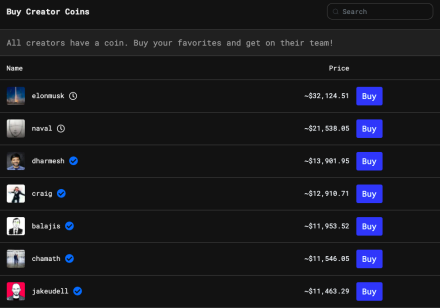 Buy Creator Coins
Search
All creators have a coin. Buy your favorites and get on their team!
Name Price
elonmusk ~$32,124.51 Buy
naval ~$21,538.05 Buy
dharmesh ~$13,901.95 Buy
craig ~$12,910.71 Buy
balajis ~$11,953.52 Buy
chamath ~$11,546.05 Buy
jakeudell ~$11,463.29 Buy